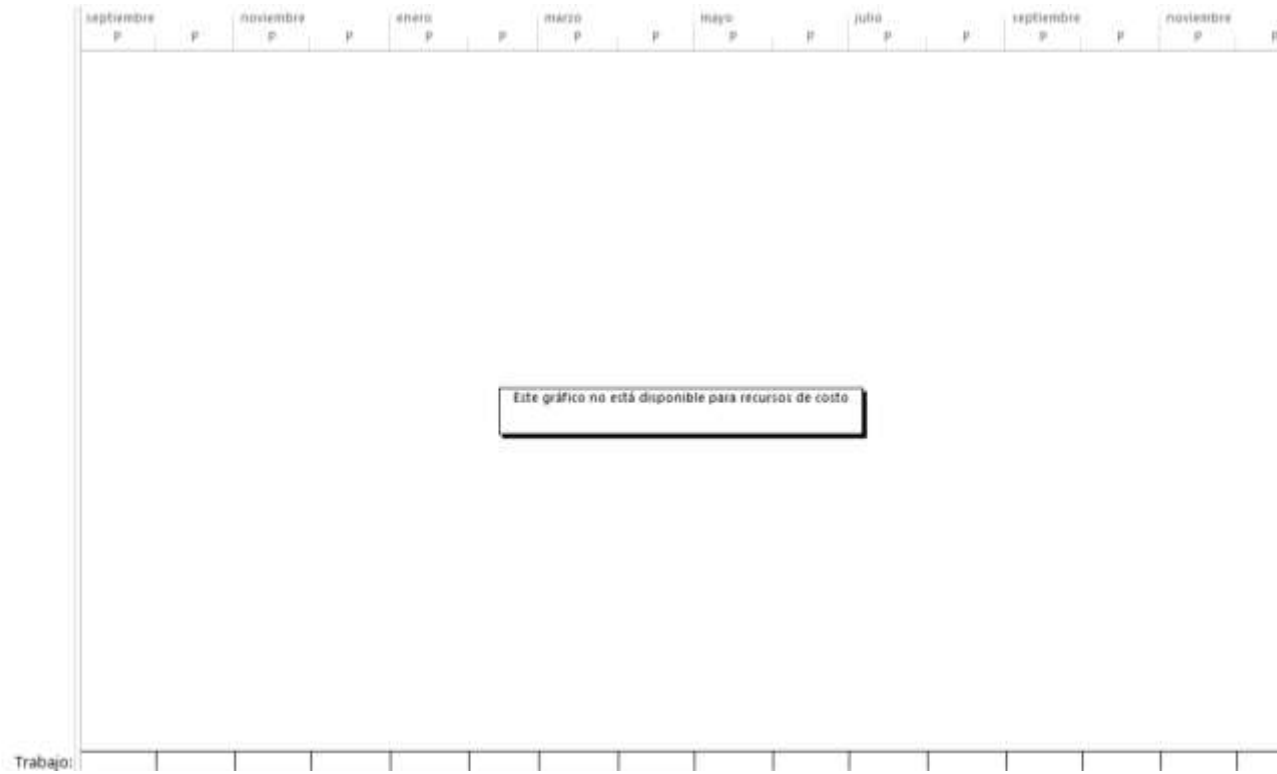 septiembre noviembre enero marzo mayo julio septiembre noviembre
P P P P P P P P P P P P P P P P
Este gráfico no está disponible para recursos de costo
Trabajo: